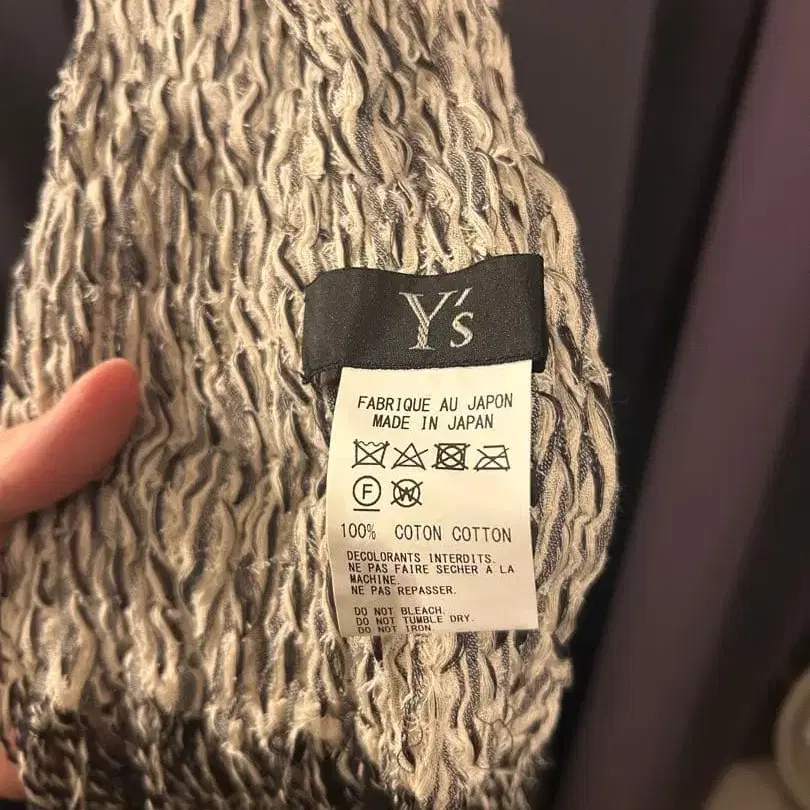 Y's
FABRIQUE AU JAPON
MADE IN JAPAN
F W
100% COTON COTTON
DECOLORANTS INTERDITS.
NE PAS FAIRE SECHER A LA
MACHINE.
NE PAS REPASSER.
DO NOT BLEACH.
DO NOT TUMBLE DRY.
DO NOT IRON.